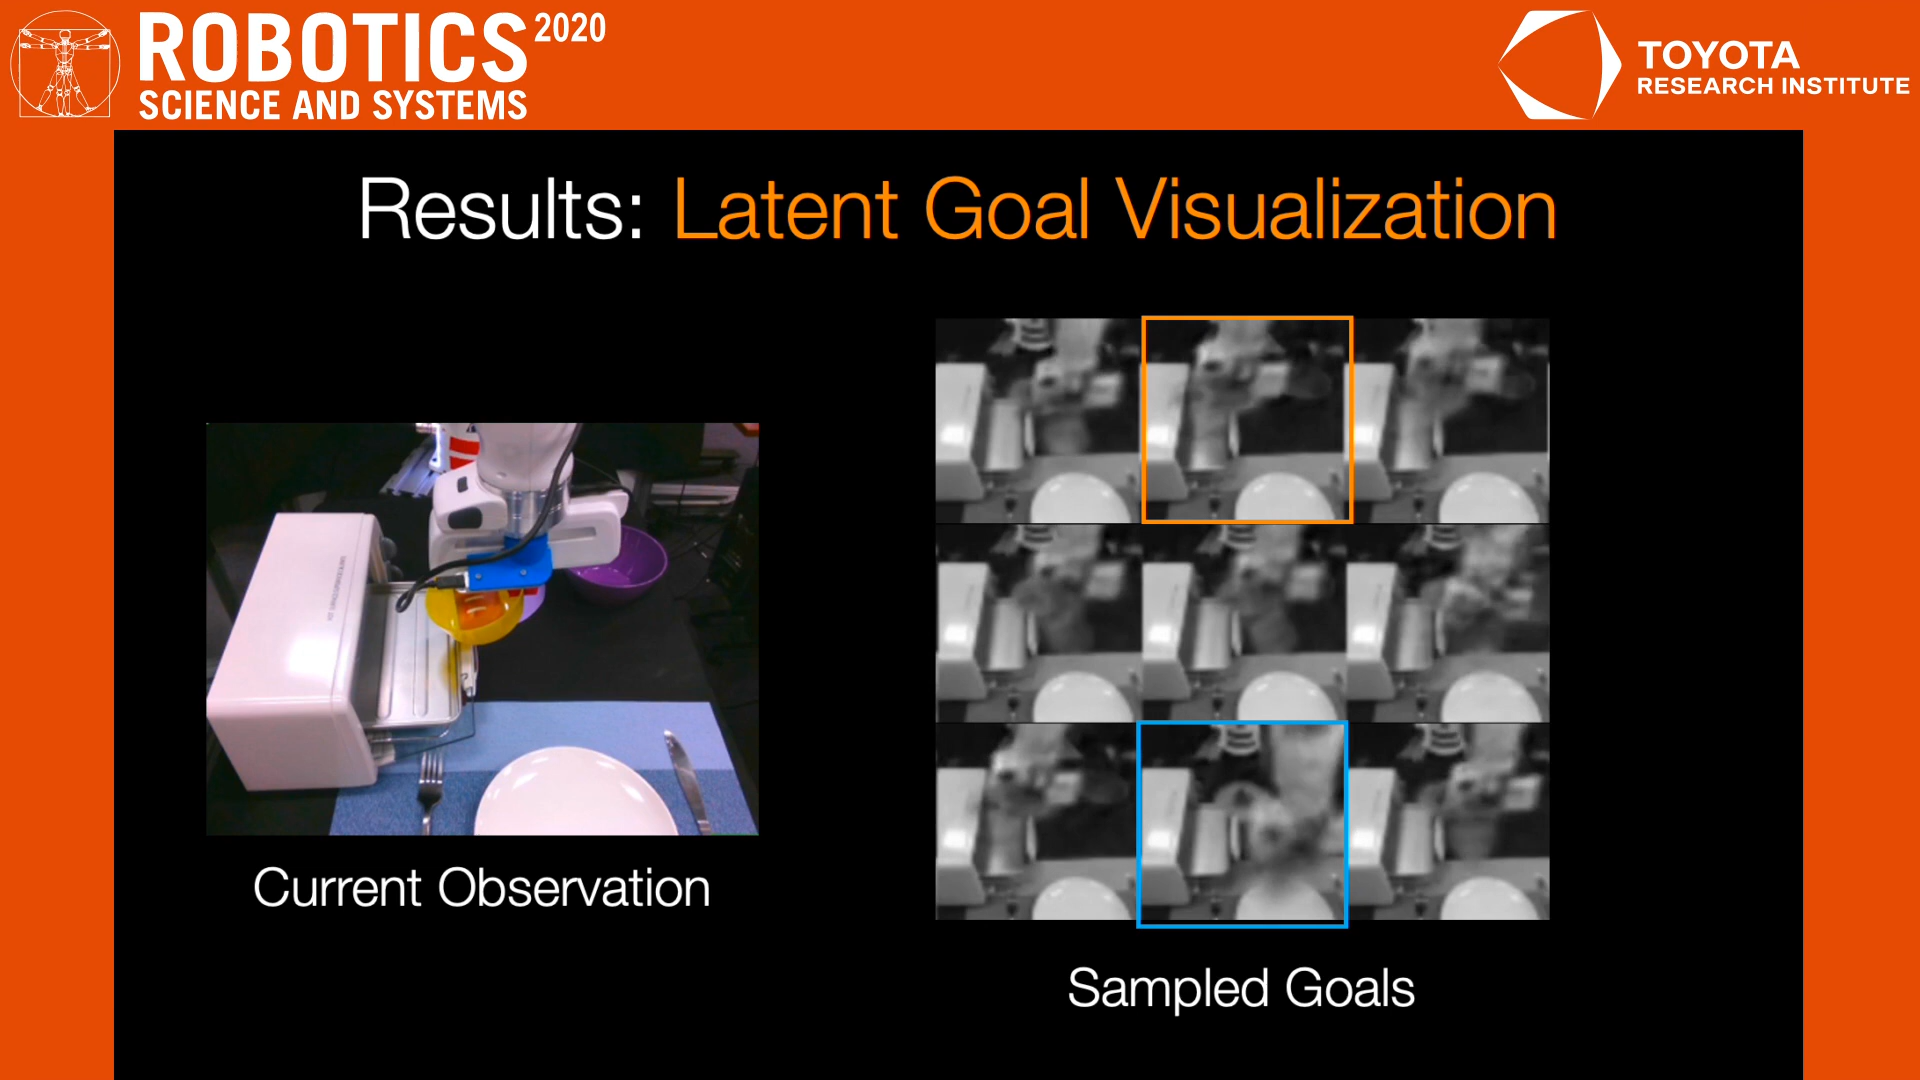 ROBOTICS 2020
SCIENCE AND SYSTEMS
TOYOTA
RESEARCH INSTITUTE
Results: Latent Goal Visualization
Current Observation
Sampled Goals